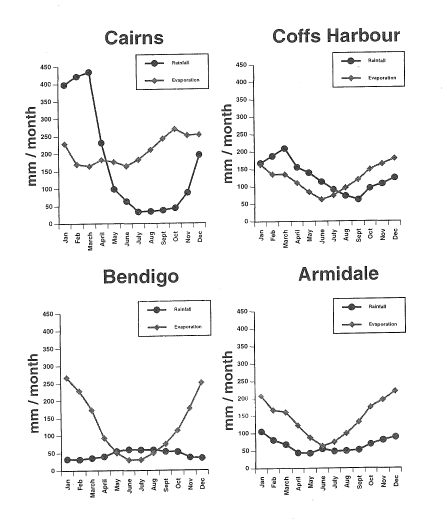 Cairns
Rainfall
Evaporation
mm / month
450
400
350
300
250
200
150
100
50
0
Jan
Feb
March
April
May
June
July
Aug
Sept
Oct
Nov
Dec
Coffs Harbour
Rainfall
Evaporation
mm / month
450
400
350
300
250
200
150
100
50
0
Jan
Feb
March
April
May
June
July
Aug
Sept
Oct
Nov
Dec
Bendigo
Rainfall
Evaporation
mm / month
450
400
350
300
250
200
150
100
50
0
Jan
Feb
March
April
May
June
July
Aug
Sept
Oct
Nov
Dec
Armidale
Rainfall
Evaporation
mm / month
450
400
350
300
250
200
150
100
50
0
Jan
Feb
March
April
May
June
July
Aug
Sept
Oct
Nov
Dec